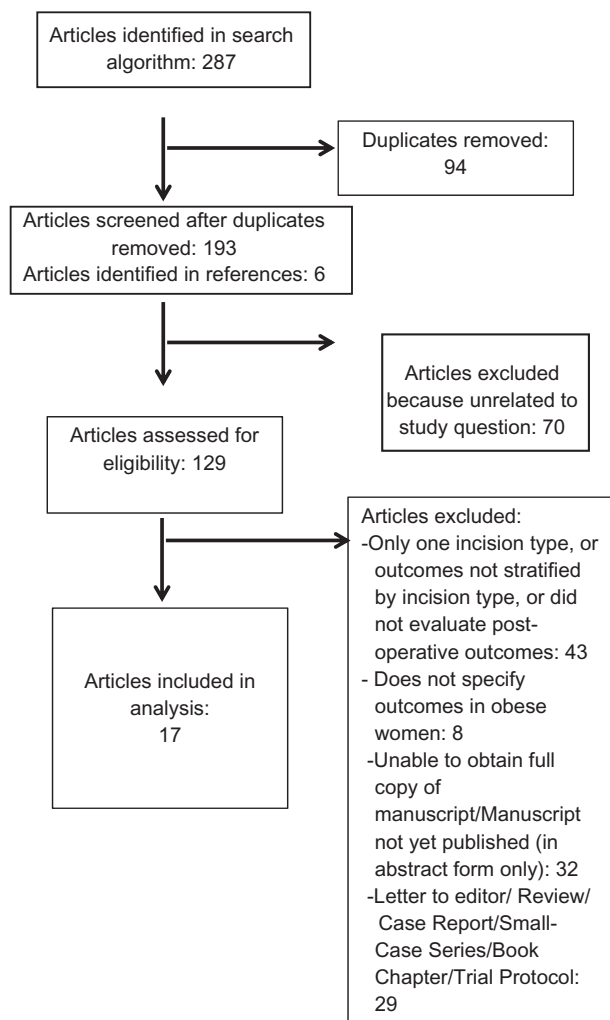 Articles identified in search
algorithm: 287
Duplicates removed:
94
Articles screened after duplicates
removed: 193
Articles identified in references: 6
Articles excluded
because unrelated to
study question: 70
Articles assessed for
eligibility: 129
Articles excluded:
-Only one incision type, or
outcomes not stratified
by incision type, or did
not evaluate post-
operative outcomes: 43
- Does not specify
outcomes in obese
women: 8
-Unable to obtain full
copy of
manuscript/Manuscript
not yet published (in
abstract form only): 32
-Letter to editor/ Review/
Case Report/Small-
Case Series/Book
Chapter/Trial Protocol:
29
Articles included in
analysis:
17